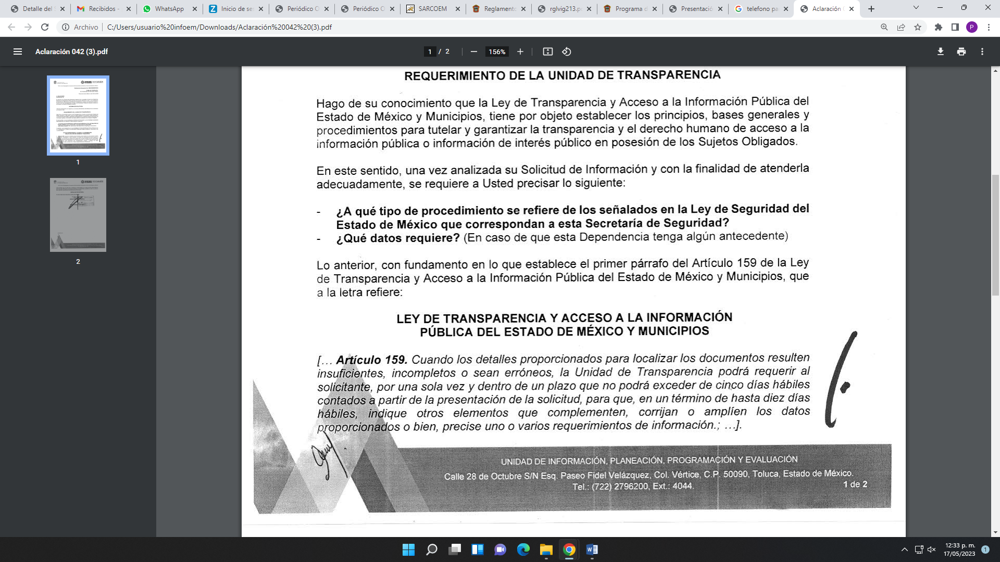 Detalle del S
Recibidos -
WhatsApp
Inicio de se
Periódico O
Periódico O
SARCOEM
Reglamento
rglvig213.p
Programa d
Presentació
telefono pa
Aclaración
Archivo
C:/Users/usuario%20infoem/Downloads/Aclaración%20042%20(3).pdf
P
Aclaración 042 (3).pdf
1 / 2
156%
1
2
REQUERIMIENTO DE LA UNIDAD DE TRANSPARENCIA
Hago de su conocimiento que la Ley de Transparencia y Acceso a la Información Pública del
Estado de México y Municipios, tiene por objeto establecer los principios, bases generales y
procedimientos para tutelar y garantizar la transparencia y el derecho humano de acceso a la
información pública o información de interés público en posesión de los Sujetos Obligados.
En este sentido, una vez analizada su Solicitud de Información y con la finalidad de atenderla
adecuadamente, se requiere a Usted precisar lo siguiente:
- ¿A qué tipo de procedimiento se refiere de los señalados en la Ley de Seguridad del
Estado de México que correspondan a esta Secretaría de Seguridad?
- ¿Qué datos requiere? (En caso de que esta Dependencia tenga algún antecedente)
Lo anterior, con fundamento en lo que establece el primer párrafo del Artículo 159 de la Ley
de Transparencia y Acceso a la Información Pública del Estado de México y Municipios, que
a la letra refiere:
LEY DE TRANSPARENCIA Y ACCESO A LA INFORMACIÓN
PÚBLICA DEL ESTADO DE MÉXICO Y MUNICIPIOS
[… Artículo 159. Cuando los detalles proporcionados para localizar los documentos resulten
insuficientes, incompletos o sean erróneos, la Unidad de Transparencia podrá requerir al
solicitante, por una sola vez y dentro de un plazo que no podrá exceder de cinco días hábiles
contados a partir de la presentación de la solicitud, para que, en un término de hasta diez días
hábiles, indique otros elementos que complementen, corrijan o amplíen los datos
proporcionados o bien, precise uno o varios requerimientos de información.; …].
UNIDAD DE INFORMACIÓN, PLANEACIÓN, PROGRAMACIÓN Y EVALUACIÓN
Calle 28 de Octubre S/N Esq. Paseo Fidel Velázquez, Col. Vértice, C.P. 50090, Toluca, Estado de México.
Tel.: (722) 2796200, Ext.: 4044.
1 de 2
12:33 p. m.
17/05/2023
1